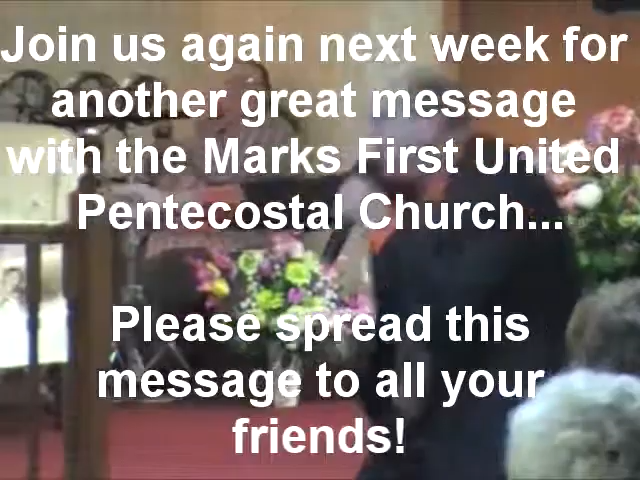 Join us again next week for
another great message
with the Marks First United
Pentecostal Church...
Please spread this
message to all your
friends!